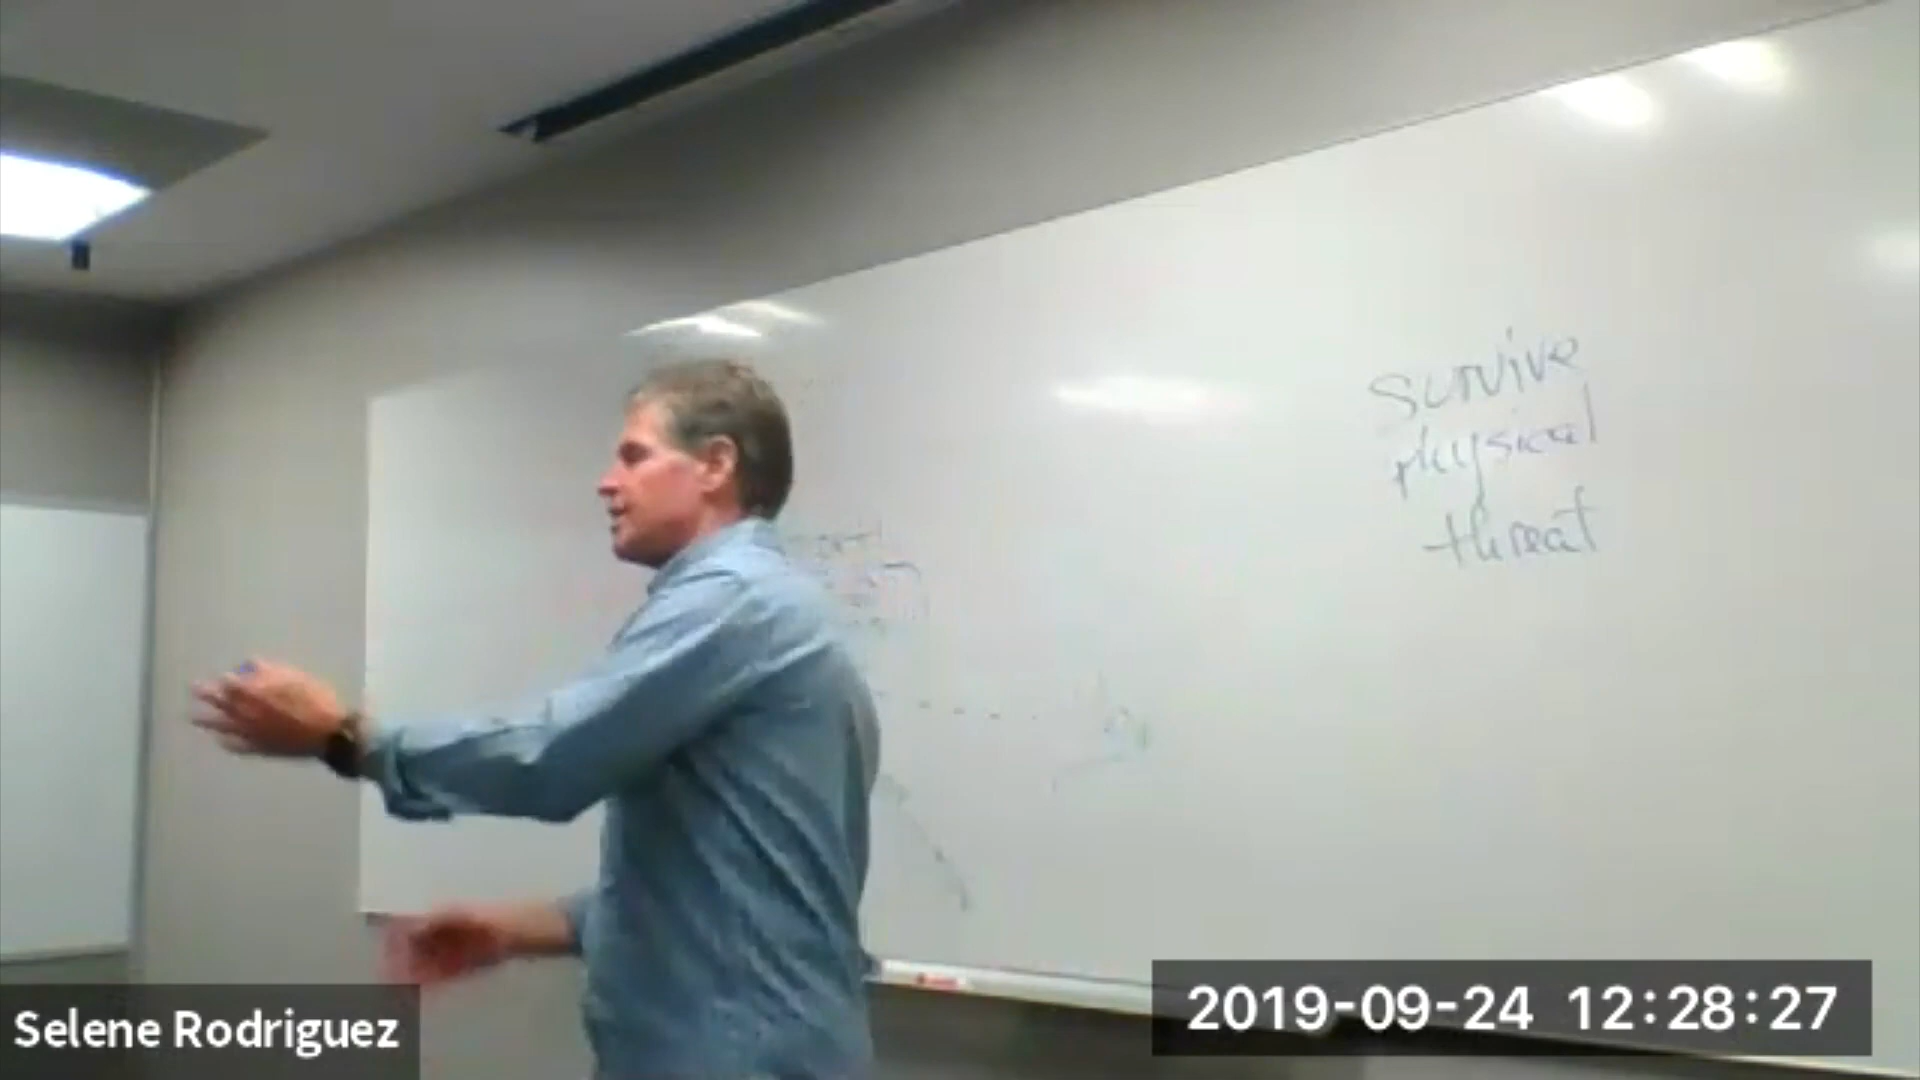 survive
physical
threat
Selene Rodriguez
2019-09-24 12:28:27